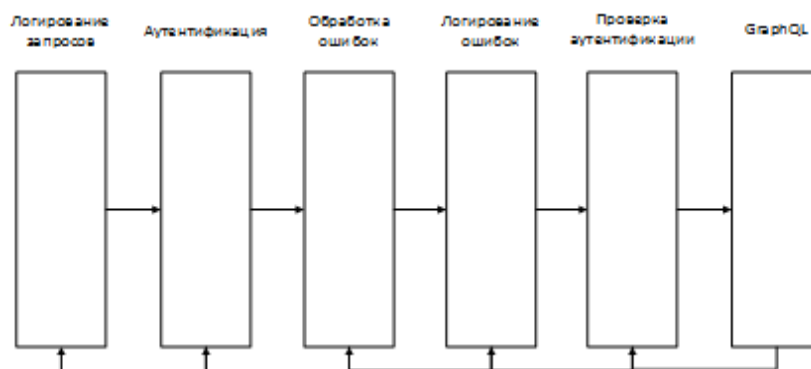 Логирование
запросов
Аутентификация
Обработка
ошибок
Логирование
ошибок
Проверка
аутентификации
GraphQL